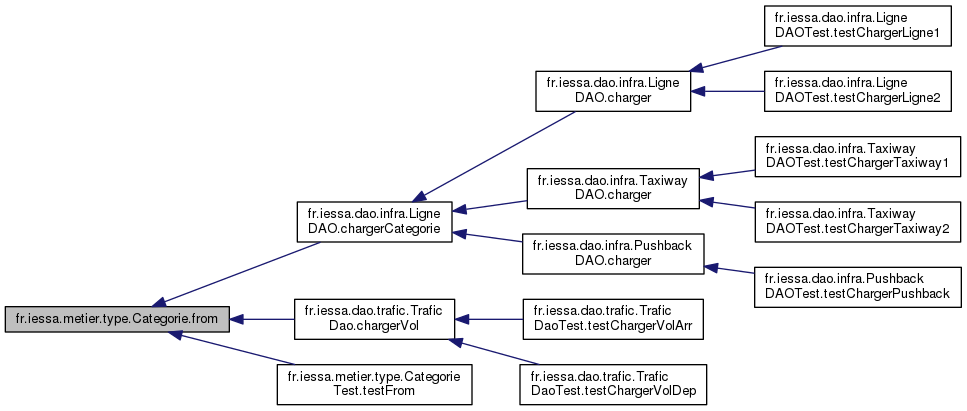 fr.iessa.dao.infra.Ligne
DAOTest.testChargerLigne1
fr.iessa.dao.infra.Ligne
DAO.charger
fr.iessa.dao.infra.Ligne
DAOTest.testChargerLigne2
fr.iessa.dao.infra.Taxiway
DAOTest.testChargerTaxiway1
fr.iessa.dao.infra.Taxiway
DAO.charger
fr.iessa.dao.infra.Ligne
DAO.chargerCategorie
fr.iessa.dao.infra.Taxiway
DAOTest.testChargerTaxiway2
fr.iessa.dao.infra.Pushback
DAO.charger
fr.iessa.dao.infra.Pushback
DAOTest.testChargerPushback
fr.iessa.metier.type.Categorie.from
fr.iessa.dao.trafic.Trafic
Dao.chargerVol
fr.iessa.dao.trafic.Trafic
DaoTest.testChargerVolArr
fr.iessa.metier.type.Categorie
Test.testFrom
fr.iessa.dao.trafic.Trafic
DaoTest.testChargerVolDep